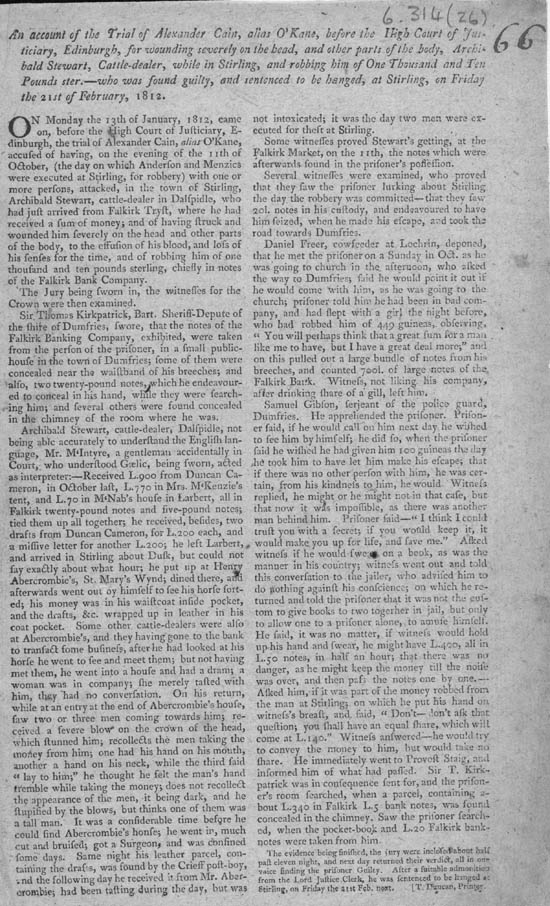 6.314(26)
66
An account of the Trial of Alexander Cain, alias O'Kane, before the High Court of Jus-
ticiary, Edinburgh, for wounding severely on the head, and other parts of the body, Archi-
bald Stewart, Cattle-dealer, while in Stirling, and robbing him of One Thousand and Ten
Pounds ster.—who was found guilty, and sentenced to be hanged, at Stirling, on Friday
the 21st of February, 1812.
ON Monday the 13th of January, 1812, came
on, before the High Court of Justiciary, E-
dinburgh, the trial of Alexander Cain, alias O'Kane,
accused of having, on the evening of the 11th of
October, (the day on which Anderson and Menzies
were executed at Stirling, for robbery) with one or
more persons, attacked, in the town of Stirling,
Archibald Stewart, cattle-dealer in Dalspidle, who
had just arrived from Falkirk Tryst, where he had
received a sum of money; and of having struck and
wounded him severely on the head and other parts
of the body, to the effusion of his blood, and loss of
his senses for the time, and of robbing him of one
thousand and ten pounds sterling, chiefly in notes
of the Falkirk Bank Company.
The Jury being sworn in, the witnesses for the
Crown were then examined.
Sir Thomas Kirkpatrick, Bart. Sheriff-Depute of
the shire of Dumfries, swore, that the notes of the
Falkirk Banking Company, exhibited, were taken
from the person of the prisoner, in a small public-
house in the town of Dumfries; some of them were
concealed near the waistband of his breeches; and
also, two twenty-pound notes, which he endeavour-
ed to conceal in his hand, while they were search-
ing him; and several others were found concealed
in the chimney of the room where he was.
Archibald Stewart, cattle-dealer, Dalspidle, not
being able accurately to understand the English lan-
guage, Mr. M'Intyre, a gentleman accidentally in
Court, who understood Gælic, being sworn, acted
as interpreter:—Received L.900 from Duncan Ca-
meron, in October last, L.770 in Mrs. M'Kenzie's
tent, and L.70 in M'Nab's house in Larbert, all in
Falkirk twenty-pound notes and five-pound notes;
tied them up all together; he received, besides, two
drafts from Duncan Cameron, for L.200 each, and
a missive letter for another L.200; he left Larbert,
and arrived in Stirling about Dusk, but could not
say exactly about what hour; he put up at Henry
Abercrombie's, St. Mary's Wynd; dined there, and
afterwards went out by himself to see his horse sort-
ed; his money was in his waistcoat inside pocket,
and the drafts, &c. wrapped up in leather in his
coat pocket. Some other cattle-dealers were also
at Abercrombie's, and they having gone to the bank
to transact some business, after he had looked at his
horse he went to see and meet them; but not having
met them, he went into a house and had a dram; a
woman was in company; she merely tasted with
him, they had no conversation. On his return,
while at an entry at the end of Abercrombie's house,
saw two or three men coming towards him; re-
ceived a severe blow on the crown of the head,
which stunned him; recollects the men taking the
money from him; one had his hand on his mouth,
another a hand on his neck, while the third said
" lay to him;" he thought he felt the man's hand
tremble while taking the money; does not recollect
the appearance of the men, it being dark, and he
stupified by the blows, but thinks one of them was
a tall man. It was a considerable time before he
could find Abercrombie's house; he went in, much
cut and bruised; got a Surgeon, and was confined
some days. Same night his leather parcel, con-
taining the drafts, was found by the Crieff post-boy,
and the following day he received it from Mr. Aber-
crombie; had been tasting during the day, but was
not intoxicated; it was the day two men were ex-
ecuted for theft at Stirling.
Some witnesses proved Stewart's getting, at the
Falkirk Market, on the 11th, the notes which were
afterwards found in the prisoner's possession.
Several witnesses were examined, who proved
that they saw the prisoner lurking about Stirling
the day the robbery was committed—that they saw
20l. notes in his custody, and endeavoured to have
him seized, when he made his escape, and took the
road towards Dumfries.
Daniel Freer, cowfeeder at Lochrin, deponed,
that he met the prisoner on a Sunday in Oct. as he
was going to church in the afternoon, who asked
the way to Dumfries; said he would point it out if
he would come with him, as he was going to the
church; prisoner told him he had been in bad com-
pany, and had slept with a girl the night before,
who had robbed him of 449 guineas, observing,
" You will perhaps think that a great sum for a man
like me to have, but I have a great deal more," and
on this pulled out a large bundle of notes from his
breeches, and counted 700l. of large notes of the
Falkirk Bank. Witness, not liking his company,
after drinking share of a gill, left him.
Samuel Gibson, serjeant of the police guard,
Dumfries. He apprehended the prisoner. Prison-
er said, if he would call on him next day he wished
to see him by himself; he did so, when the prisoner
said he wished he had given him 100 guineas the day
he took him to have let him make his escape; that
if there was no other person with him, he was cer-
tain, from his kindness to him, he would. Witness
replied, he might or he might not in that case, but
that now it was impossible, as there was another
man behind him. Prisoner said—" I think I could
trust you with a secret; if you would keep it, it
would make you up for life, and save me." Asked
witness if he would swear on a book, as was the
manner in his country; witness went out and told
this conversation to the jailer, who advised him to
do nothing against his conscience; on which he re-
turned and told the prisoner that it was not the cus-
tom to give books to two together in jail, but only
to allow one to a prisoner alone, to amuse himself.
He said, it was no matter, if witness would hold
up his hand and swear, he might have L.400, all in
L.50 notes, in half an hour; that there was no
danger, as he might keep the money till the noise
was over, and then pass the notes one by one.—
Asked him, if it was part of the money robbed from
the man at Stirling; on which he put his hand on
witness's breast, and said, " Don't—don't ask that
question; you shall have an equal share, which will
come at L.140." Witness answered—he would try
to convey the money to him, but would take no
share. He immediately went to Provost Staig, and
informed him of what had passed. Sir T. Kirk-
patrick was in consequence sent for, and the prison-
er's room searched, when a parcel, containing a-
bout L.340 in Falkirk L.5 bank notes, was found
concealed in the chimney. Saw the prisoner search-
ed, when the pocket-book and L.20 Falkirk bank-
notes were taken from him.
The evidence being finished, the jury were inclosed about half
past eleven night, and next day returned their verdict, all in one
voice finding the prisoner Guilty. After a suitable admonition
from the Lord Justice Clerk, he was sentenced to be hanged at
Stirling, on Friday the 21st Feb. next. [T. Duncan, Printer.